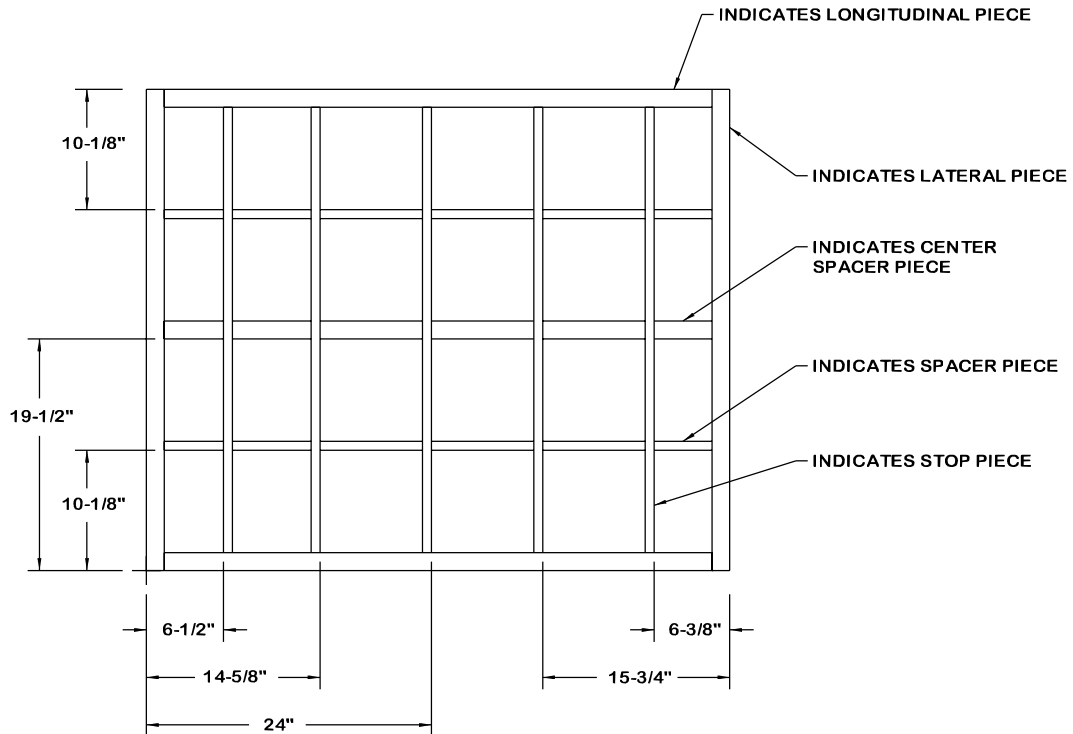 INDICATES LONGITUDINAL PIECE
10-1/8"
INDICATES LATERAL PIECE
INDICATES CENTER
SPACER PIECE
INDICATES SPACER PIECE
19-1/2"
INDICATES STOP PIECE
10-1/8"
6-1/2"
6-3/8"
14-5/8"
15-3/4"
24"